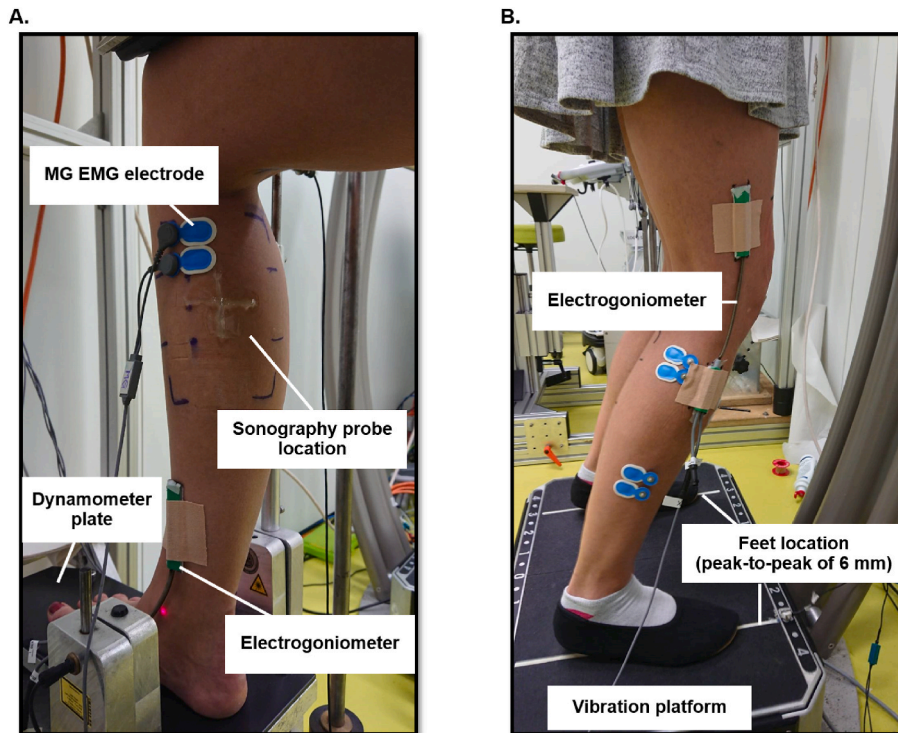 A.
B.
MG EMG electrode
Sonography probe
location
Dynamometer
plate
Electrogoniometer
Electrogoniometer
Feet location
(peak-to-peak of 6 mm)
Vibration platform